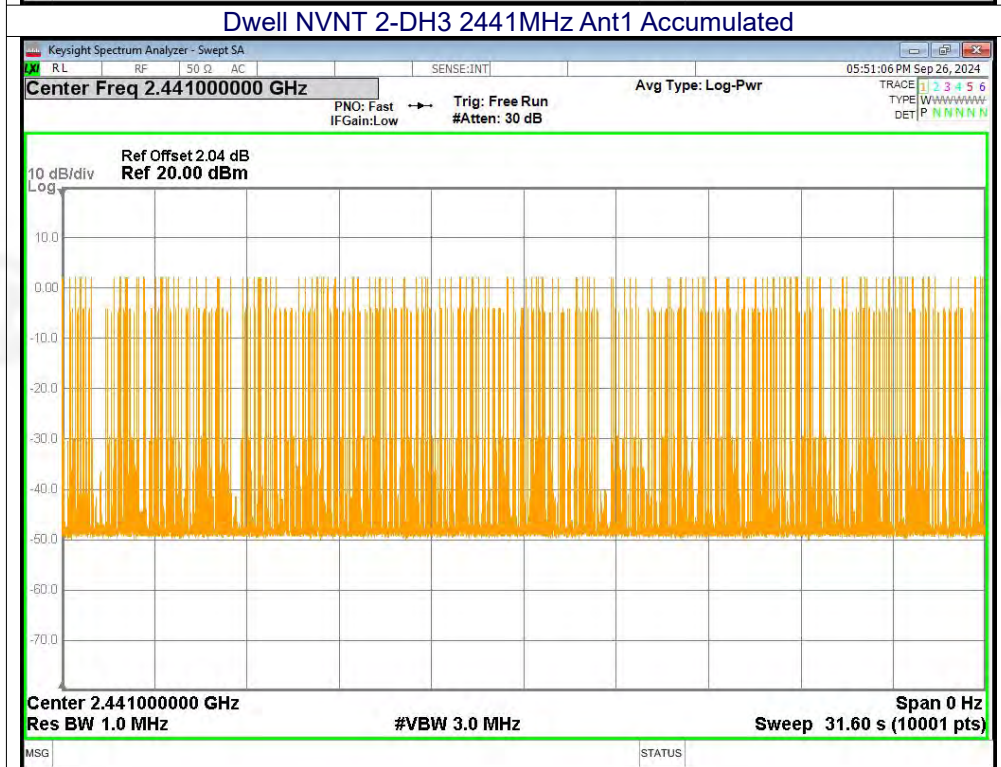 Dwell NVNT 2-DH3 2441MHz Ant1 Accumulated
Keysight Spectrum Analyzer - Swept SA
LXI RL RF 50 Ω AC SENSE:INT 05:51:06 PM Sep 26, 2024
Center Freq 2.441000000 GHz Avg Type: Log-Pwr TRACE 1 2 3 4 5 6
PNO: Fast Trig: Free Run TYPE WWWWWWW
IFGain:Low #Atten: 30 dB DET P N N N N N
Ref Offset 2.04 dB
10 dB/div Ref 20.00 dBm
Log
10.0
0.00
-10.0
-20.0
-30.0
-40.0
-50.0
-60.0
-70.0
Center 2.441000000 GHz Span 0 Hz
Res BW 1.0 MHz #VBW 3.0 MHz Sweep 31.60 s (10001 pts)
MSG STATUS